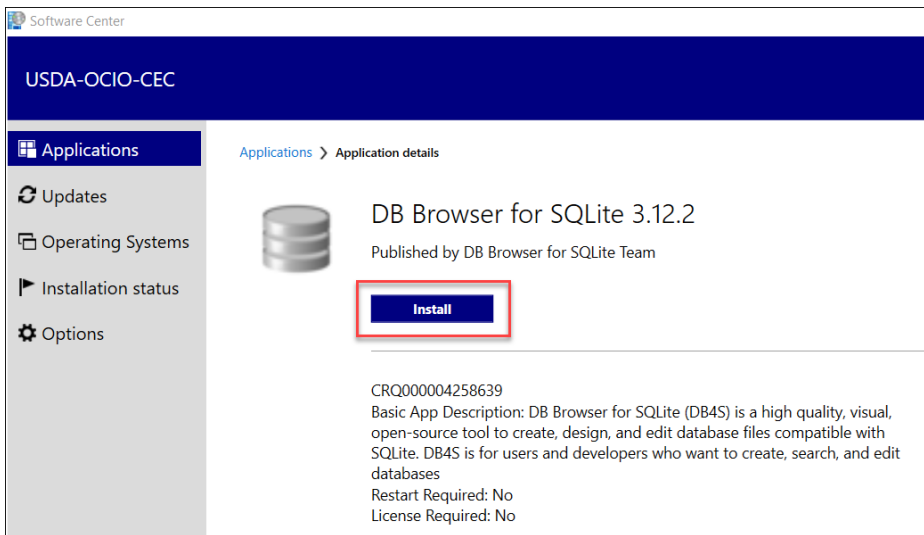 Software Center
USDA-OCIO-CEC
Applications
Updates
Operating Systems
Installation status
Options
Applications ❯ Application details
DB Browser for SQLite 3.12.2
Published by DB Browser for SQLite Team
Install
CRQ000004258639
Basic App Description: DB Browser for SQLite (DB4S) is a high quality, visual,
open-source tool to create, design, and edit database files compatible with
SQLite. DB4S is for users and developers who want to create, search, and edit
databases
Restart Required: No
License Required: No